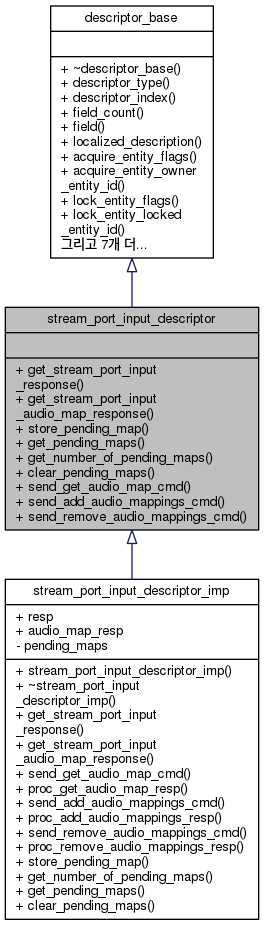 descriptor_base
+ ~descriptor_base()
+ descriptor_type()
+ descriptor_index()
+ field_count()
+ field()
+ localized_description()
+ acquire_entity_flags()
+ acquire_entity_owner
_entity_id()
+ lock_entity_flags()
+ lock_entity_locked
_entity_id()
그리고 7개 더...
stream_port_input_descriptor
+ get_stream_port_input
_response()
+ get_stream_port_input
_audio_map_response()
+ store_pending_map()
+ get_pending_maps()
+ get_number_of_pending_maps()
+ clear_pending_maps()
+ send_get_audio_map_cmd()
+ send_add_audio_mappings_cmd()
+ send_remove_audio_mappings_cmd()
stream_port_input_descriptor_imp
+ resp
+ audio_map_resp
- pending_maps
+ stream_port_input_descriptor_imp()
+ ~stream_port_input
_descriptor_imp()
+ get_stream_port_input
_response()
+ get_stream_port_input
_audio_map_response()
+ send_get_audio_map_cmd()
+ proc_get_audio_map_resp()
+ send_add_audio_mappings_cmd()
+ proc_add_audio_mappings_resp()
+ send_remove_audio_mappings_cmd()
+ proc_remove_audio_mappings_resp()
+ store_pending_map()
+ get_number_of_pending_maps()
+ get_pending_maps()
+ clear_pending_maps()